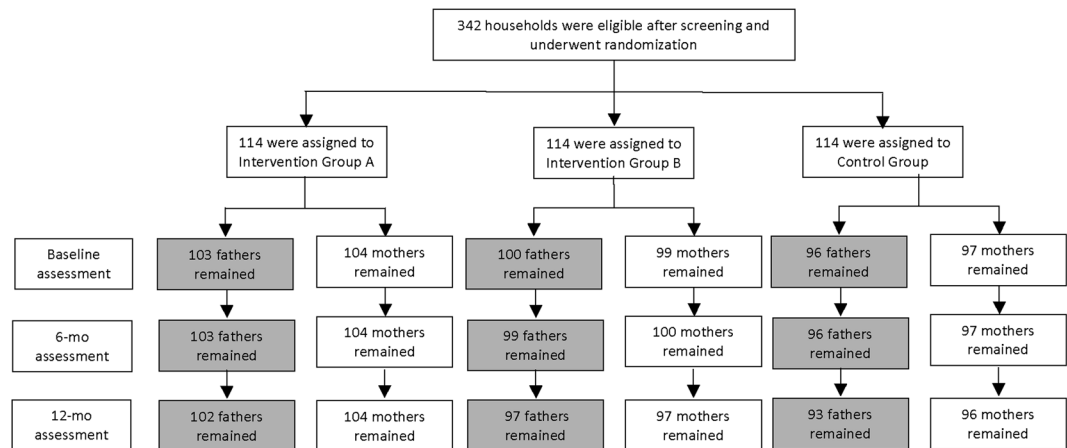 342 households were eligible after screening and
underwent randomization
114 were assigned to
Intervention Group A
114 were assigned to
Intervention Group B
114 were assigned to
Control Group
Baseline
assessment
103 fathers
remained
104 mothers
remained
100 fathers
remained
99 mothers
remained
96 fathers
remained
97 mothers
remained
6-mo
assessment
103 fathers
remained
104 mothers
remained
99 fathers
remained
100 mothers
remained
96 fathers
remained
97 mothers
remained
12-mo
assessment
102 fathers
remained
104 mothers
remained
97 fathers
remained
97 mothers
remained
93 fathers
remained
96 mothers
remained